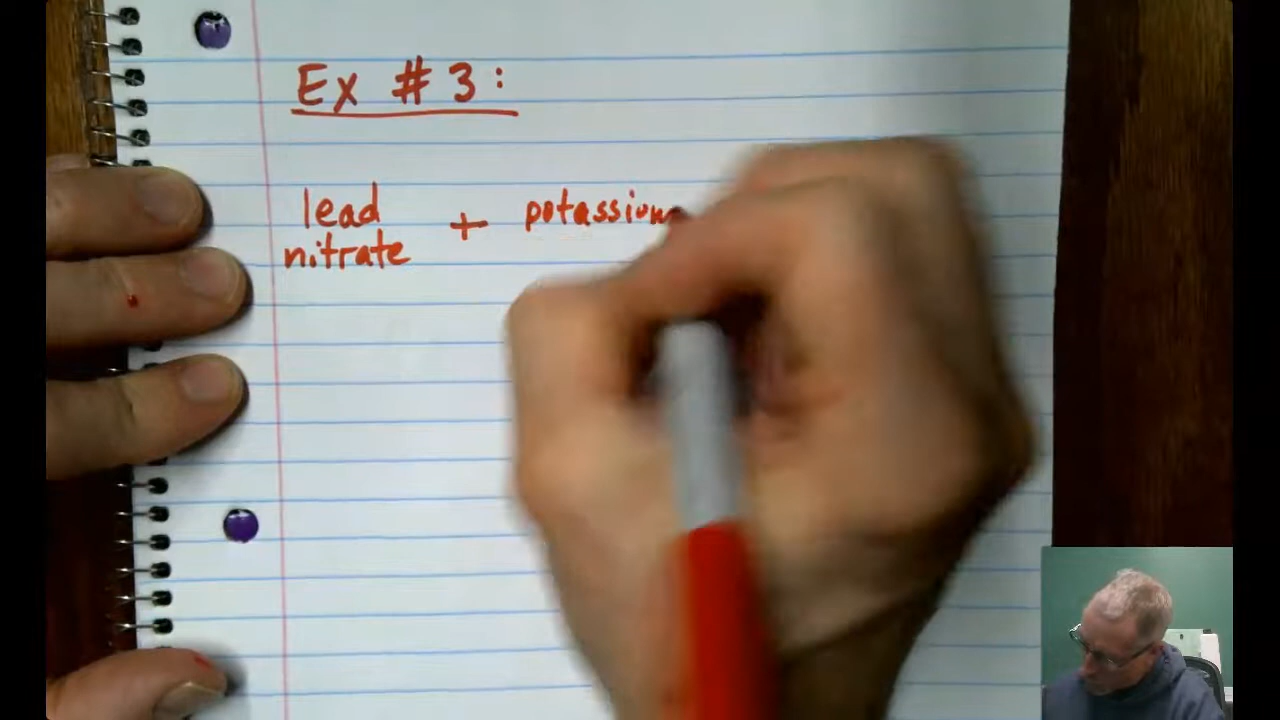 Ex # 3:
lead + potassium
nitrate